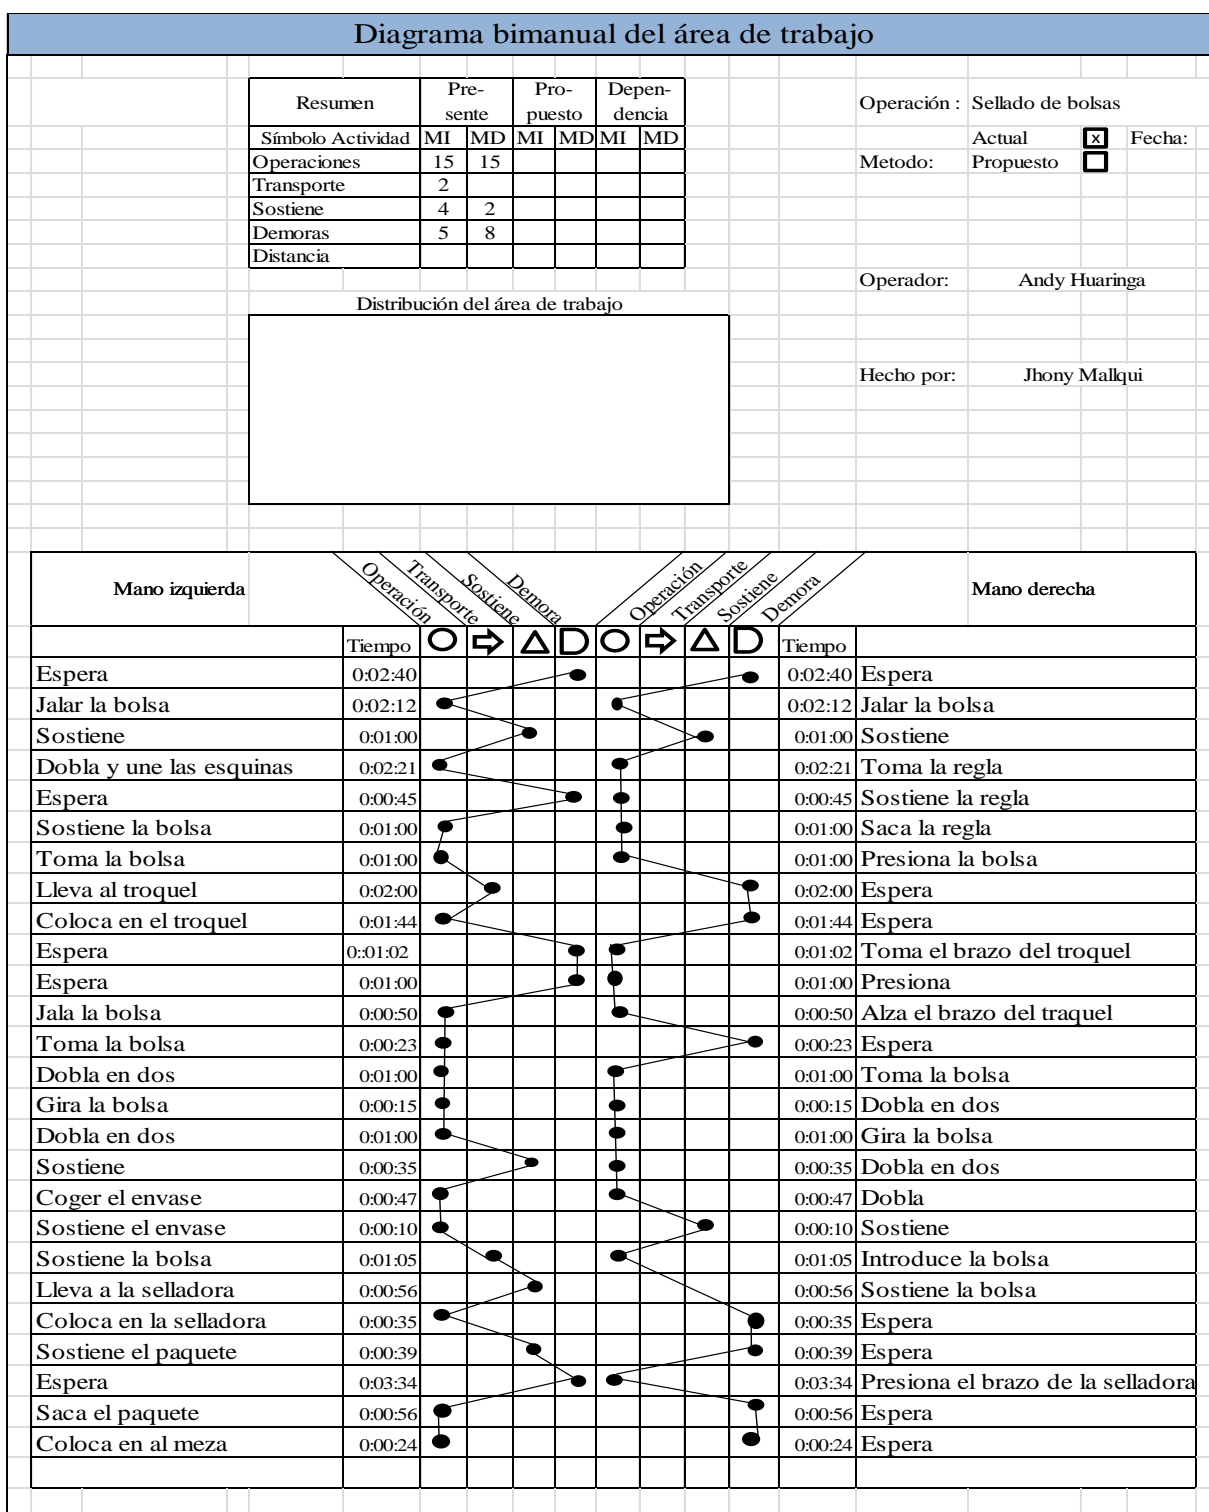 Diagrama bimanual del área de trabajo
Resumen Pre-sente Pro-puesto Depen-dencia
Símbolo Actividad MI MD MI MD MI MD
Operaciones 15 15
Transporte 2
Sostiene 4 2
Demoras 5 8
Distancia
Operación : Sellado de bolsas
Actual x Fecha:
Metodo: Propuesto
Operador: Andy Huaringa
Hecho por: Jhony Mallqui
Distribución del área de trabajo
Mano izquierda Operación Transporte Sostiene Demora Operación Transporte Sostiene Demora Mano derecha
Tiempo Tiempo
Espera 0:02:40 0:02:40 Espera
Jalar la bolsa 0:02:12 0:02:12 Jalar la bolsa
Sostiene 0:01:00 0:01:00 Sostiene
Dobla y une las esquinas 0:02:21 0:02:21 Toma la regla
Espera 0:00:45 0:00:45 Sostiene la regla
Sostiene la bolsa 0:01:00 0:01:00 Saca la regla
Toma la bolsa 0:01:00 0:01:00 Presiona la bolsa
Lleva al troquel 0:02:00 0:02:00 Espera
Coloca en el troquel 0:01:44 0:01:44 Espera
Espera 0::01:02 0:01:02 Toma el brazo del troquel
Espera 0:01:00 0:01:00 Presiona
Jala la bolsa 0:00:50 0:00:50 Alza el brazo del traquel
Toma la bolsa 0:00:23 0:00:23 Espera
Dobla en dos 0:01:00 0:01:00 Toma la bolsa
Gira la bolsa 0:00:15 0:00:15 Dobla en dos
Dobla en dos 0:01:00 0:01:00 Gira la bolsa
Sostiene 0:00:35 0:00:35 Dobla en dos
Coger el envase 0:00:47 0:00:47 Dobla
Sostiene el envase 0:00:10 0:00:10 Sostiene
Sostiene la bolsa 0:01:05 0:01:05 Introduce la bolsa
Lleva a la selladora 0:00:56 0:00:56 Sostiene la bolsa
Coloca en la selladora 0:00:35 0:00:35 Espera
Sostiene el paquete 0:00:39 0:00:39 Espera
Espera 0:03:34 0:03:34 Presiona el brazo de la selladora
Saca el paquete 0:00:56 0:00:56 Espera
Coloca en al meza 0:00:24 0:00:24 Espera